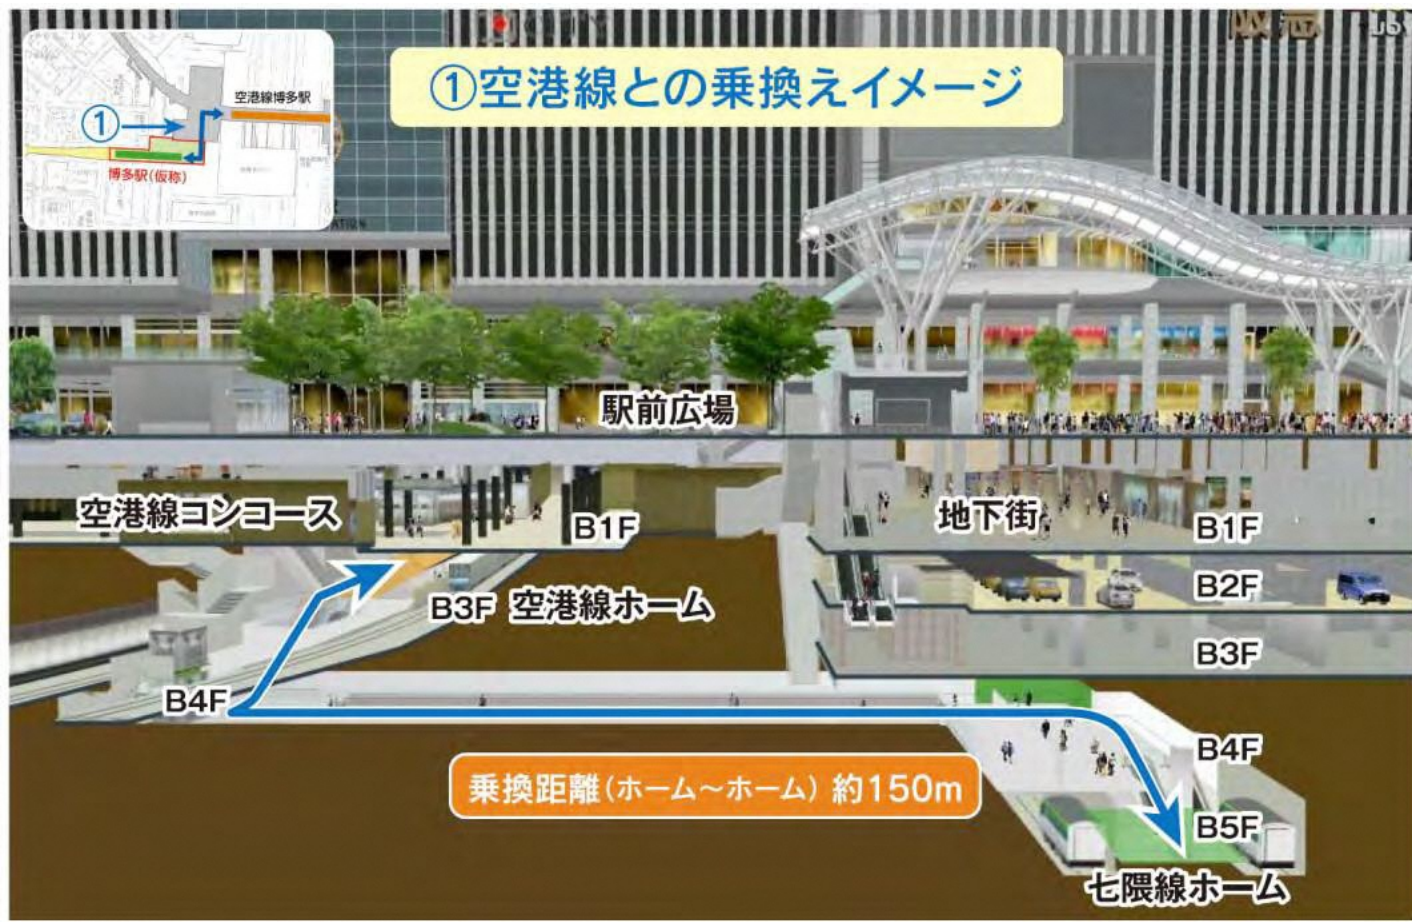 ①空港線との乗換えイメージ
空港線博多駅
①
博多駅(仮称)
阪急
駅前広場
空港線コンコース
B1F
地下街
B1F
B2F
B3F 空港線ホーム
B3F
B4F
B4F
乗換距離(ホーム～ホーム) 約150m
B5F
七隈線ホーム